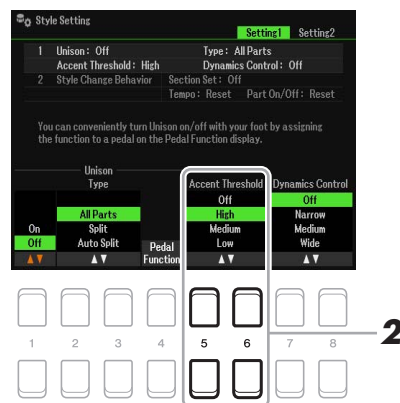 Style Setting
Setting1 Setting2
1 Unison: Off Type: All Parts
Accent Threshold: High Dynamics Control: Off
2 Style Change Behavior Section Set: Off
Tempo: Reset Part On/Off: Reset
You can conveniently turn Unison on/off with your foot by assigning
the function to a pedal on the Pedal Function display.
Unison
Type Accent Threshold Dynamics Control
Off Off
All Parts High Narrow
On Split Medium Medium
Off Auto Split Pedal Low Wide
▲▼ ▲▼ Function ▲▼ ▲▼
1 2 3 4 5 6 7 8
2